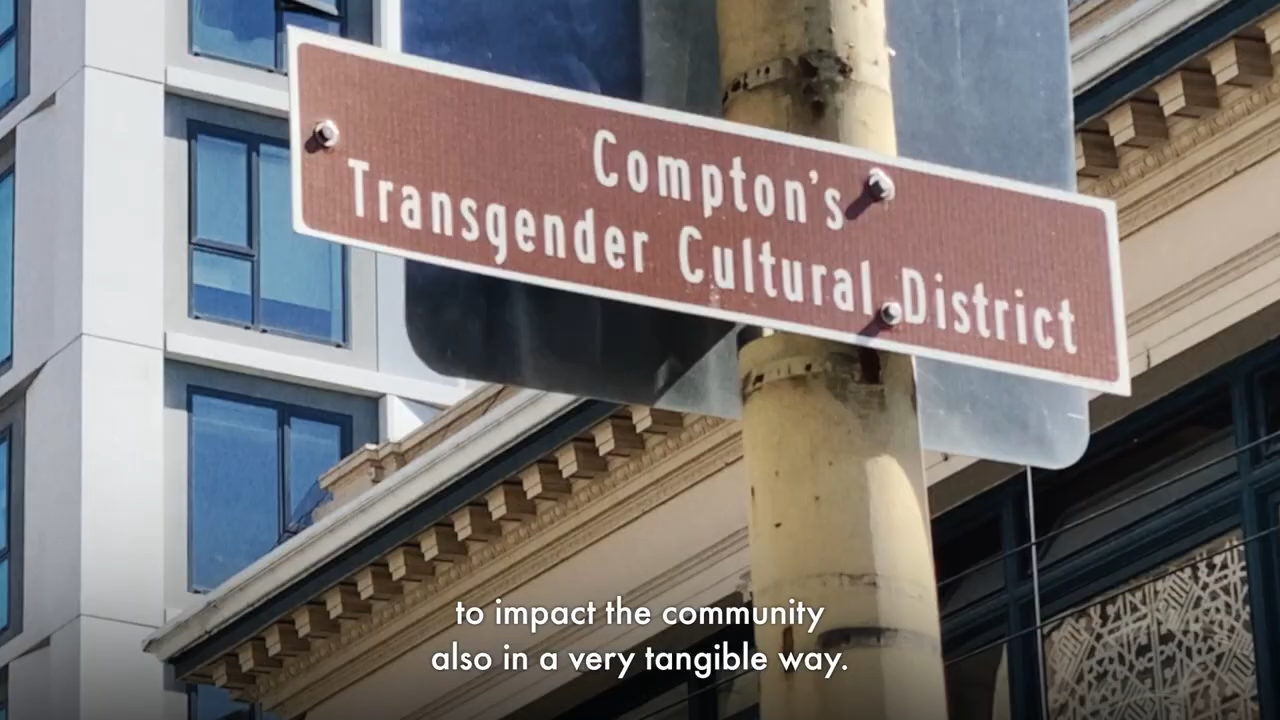 Compton's
Transgender Cultural District
to impact the community
also in a very tangible way.